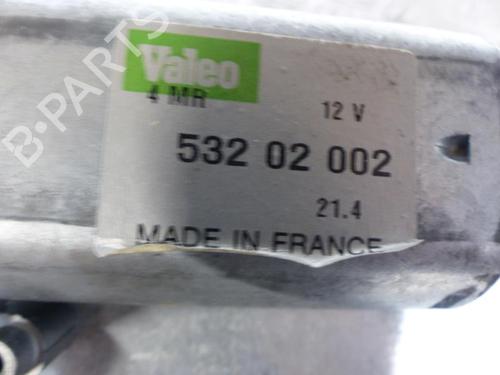 Valeo
4 MR 12 V
532 02 002
21.4
MADE IN FRANCE
B-PARTS